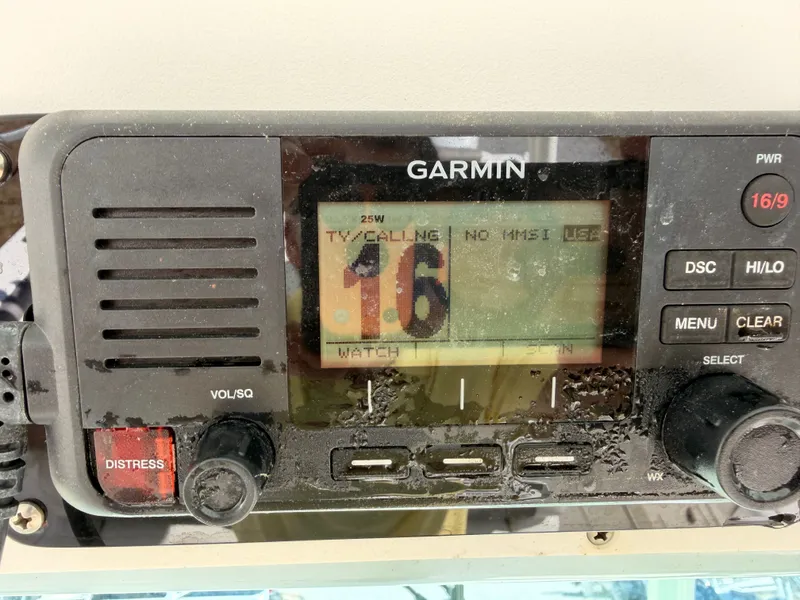 GARMIN
PWR
16/9
25W
TY/CALLNG
NO MMSI USA
16
DSC
HI/LO
MENU
CLEAR
WATCH
SCAN
SELECT
VOL/SQ
DISTRESS
WX